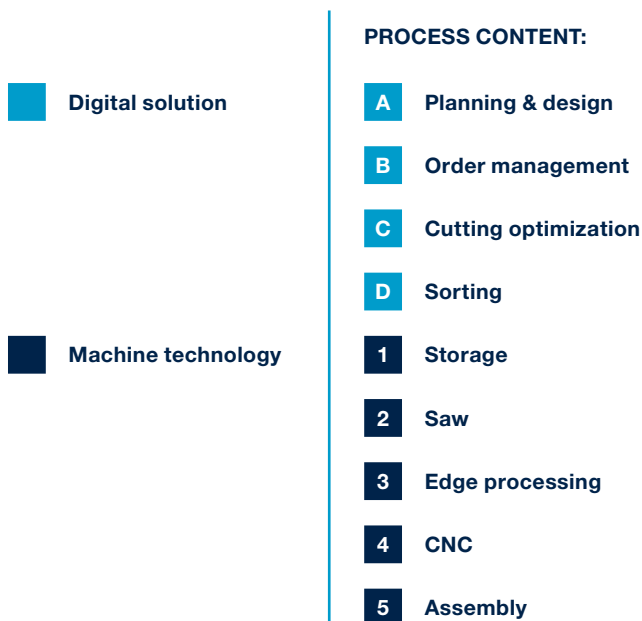 PROCESS CONTENT:
Digital solution
A Planning & design
B Order management
C Cutting optimization
D Sorting
Machine technology
1 Storage
2 Saw
3 Edge processing
4 CNC
5 Assembly